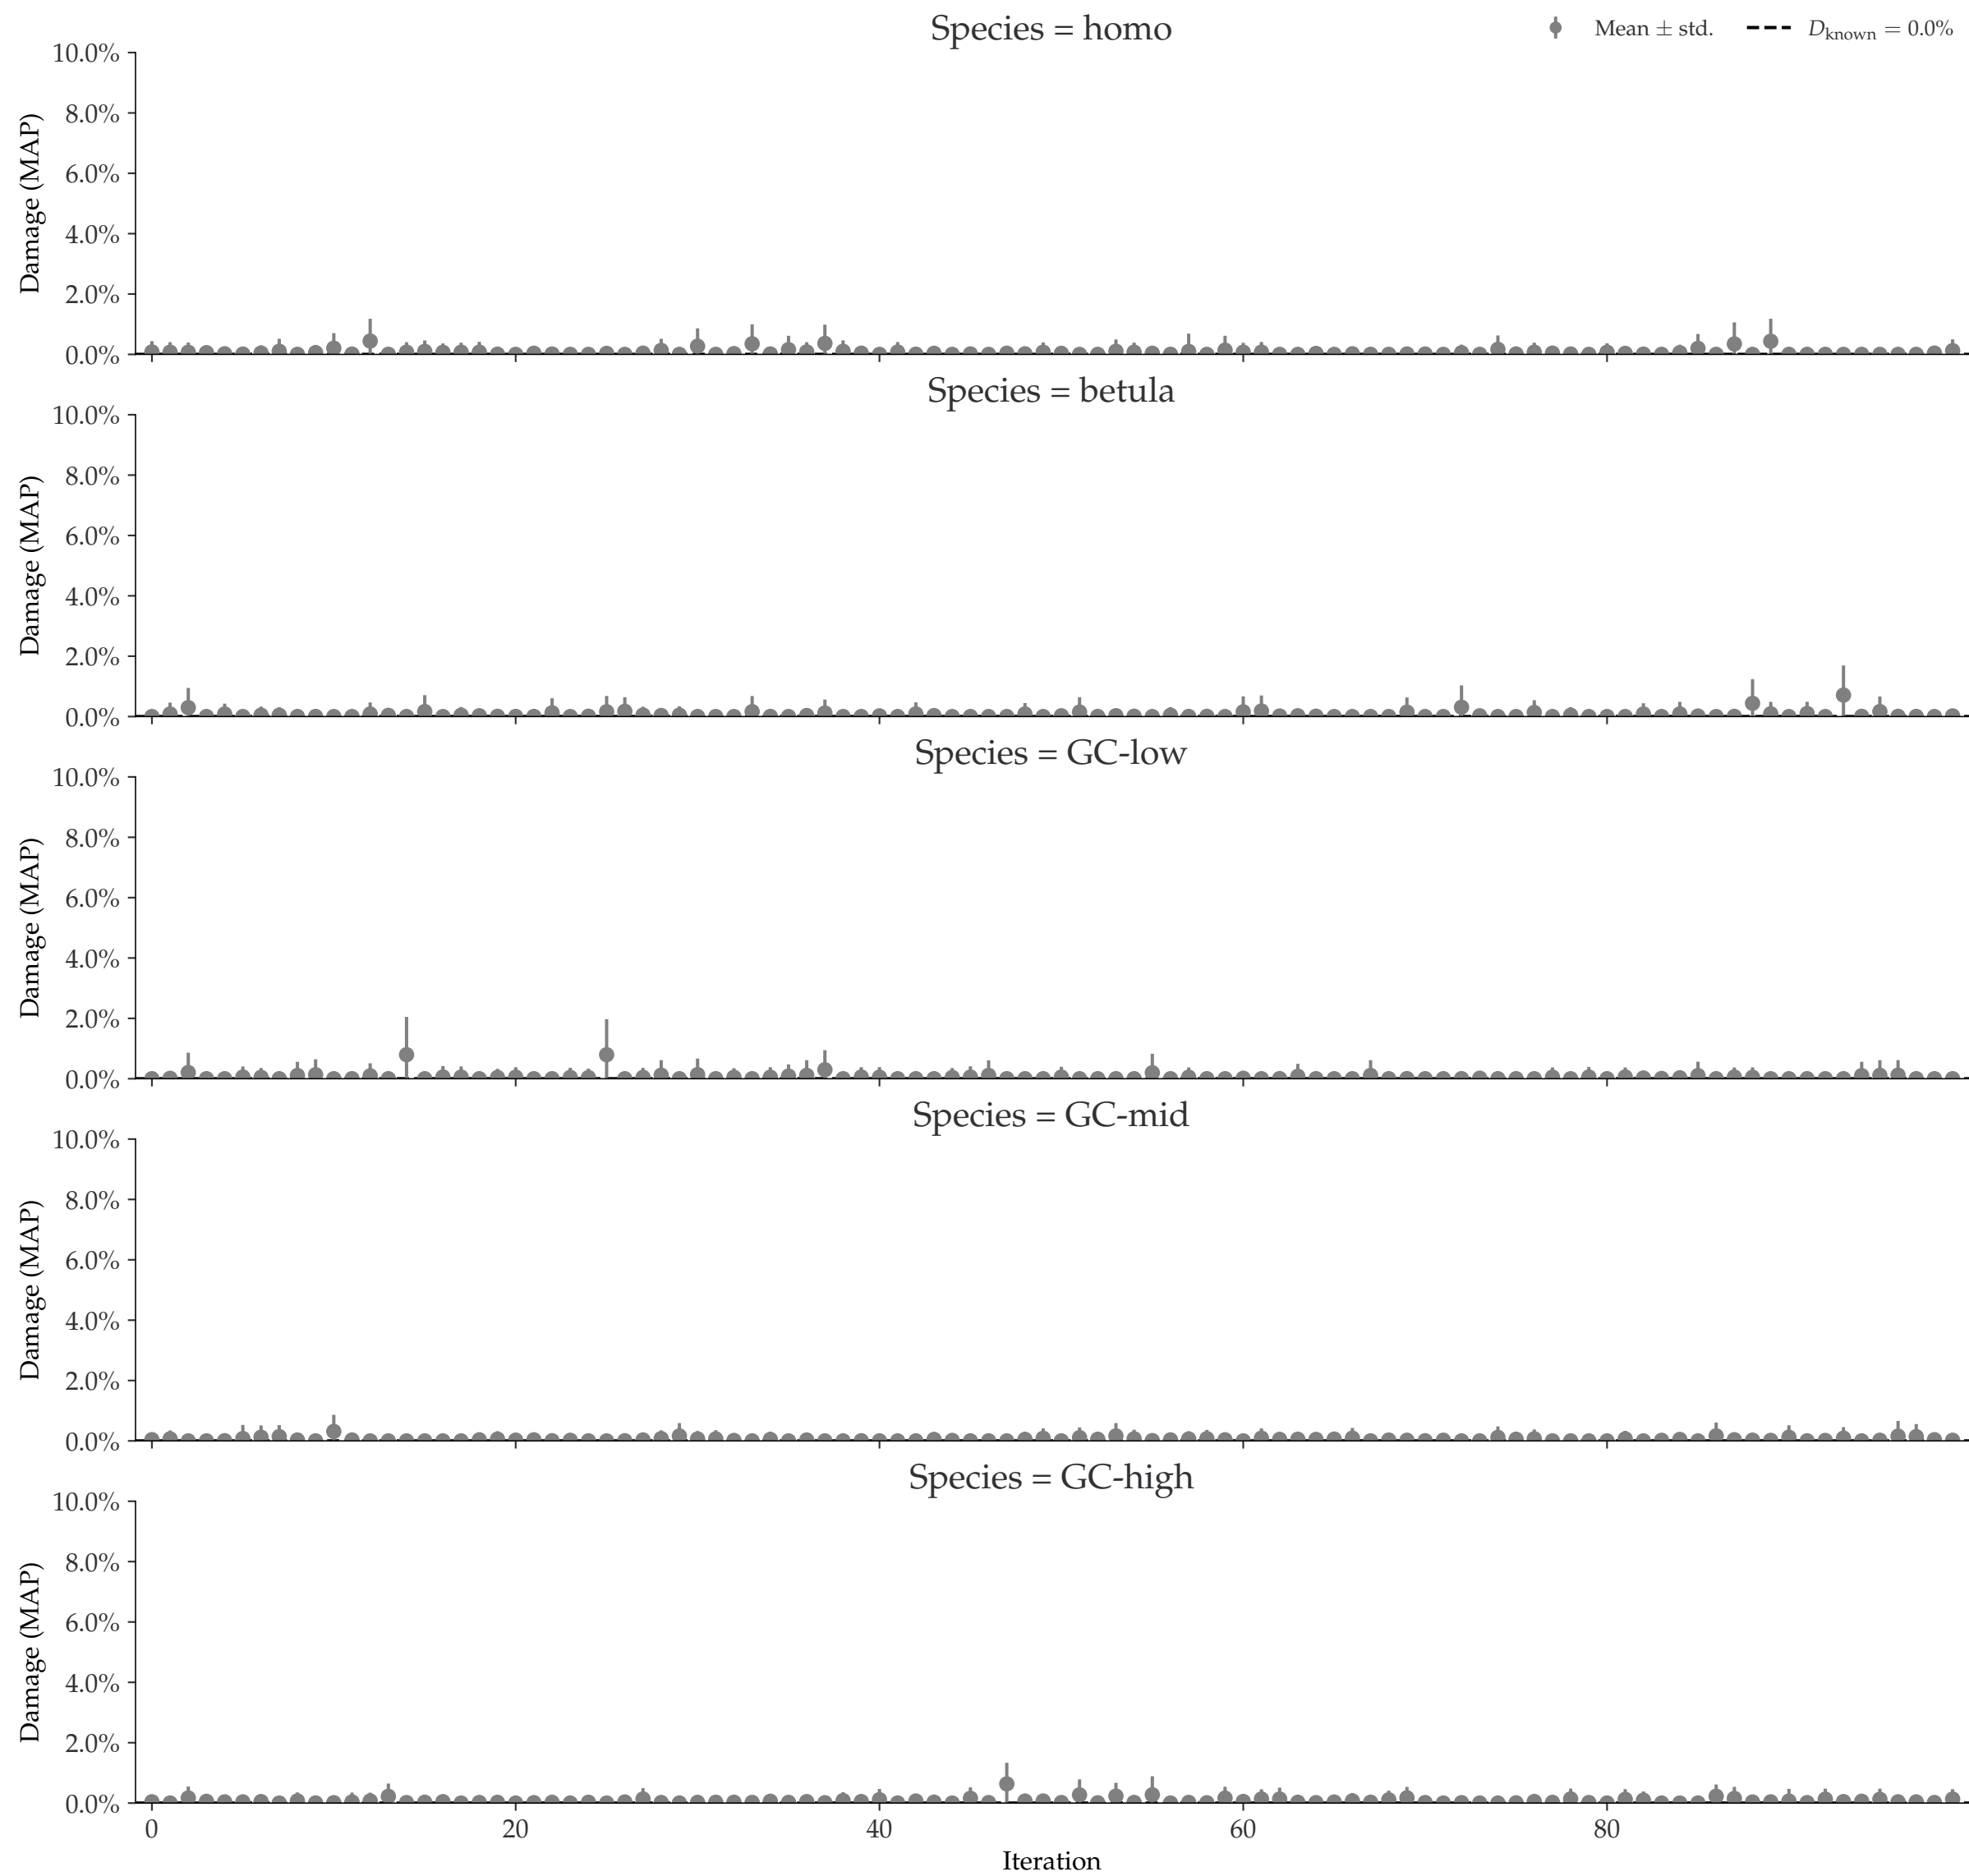 Species = homo
Mean ± std.
D_known = 0.0%
10.0%
8.0%
6.0%
4.0%
2.0%
0.0%
Damage (MAP)
Species = betula
10.0%
8.0%
6.0%
4.0%
2.0%
0.0%
Damage (MAP)
Species = GC-low
10.0%
8.0%
6.0%
4.0%
2.0%
0.0%
Damage (MAP)
Species = GC-mid
10.0%
8.0%
6.0%
4.0%
2.0%
0.0%
Damage (MAP)
Species = GC-high
10.0%
8.0%
6.0%
4.0%
2.0%
0.0%
Damage (MAP)
0 20 40 60 80
Iteration